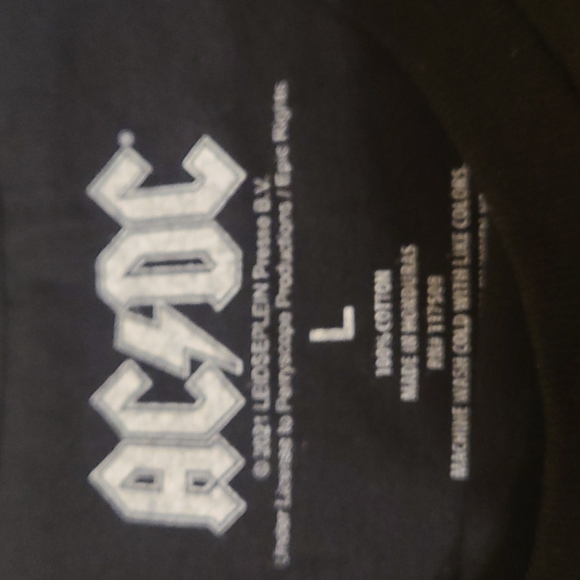 AC/DC
© 2021 LEIDSEPLEIN Presse B.V.
Under License to Perryscope Productions / Epic Rights
L
100% COTTON
MADE IN HONDURAS
RN# 117509
MACHINE WASH COLD WITH LIKE COLORS.